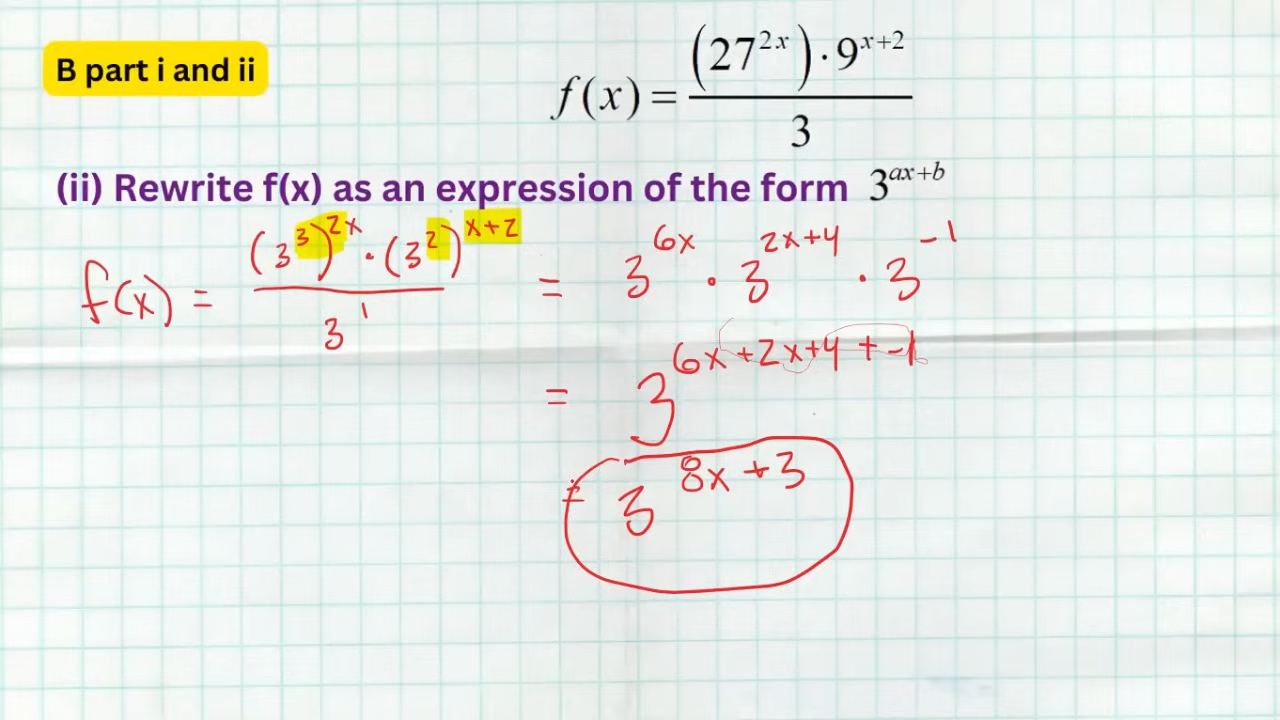 B part i and ii
f(x) = (27^{2x}) · 9^{x+2} / 3
(ii) Rewrite f(x) as an expression of the form 3^{ax+b}
f(x) = (3^3)^{2x} · (3^2)^{x+2} / 3^1 = 3^{6x} · 3^{2x+4} · 3^{-1}
= 3^{6x+2x+4+-1}
= 3^{8x+3}